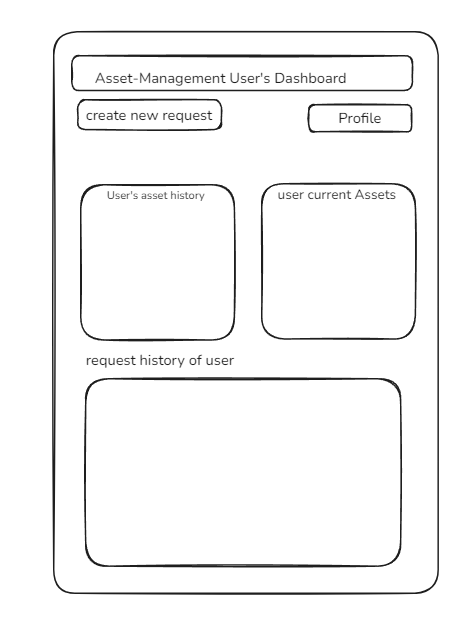 Asset-Management User's Dashboard
create new request
Profile
User's asset history
user current Assets
request history of user